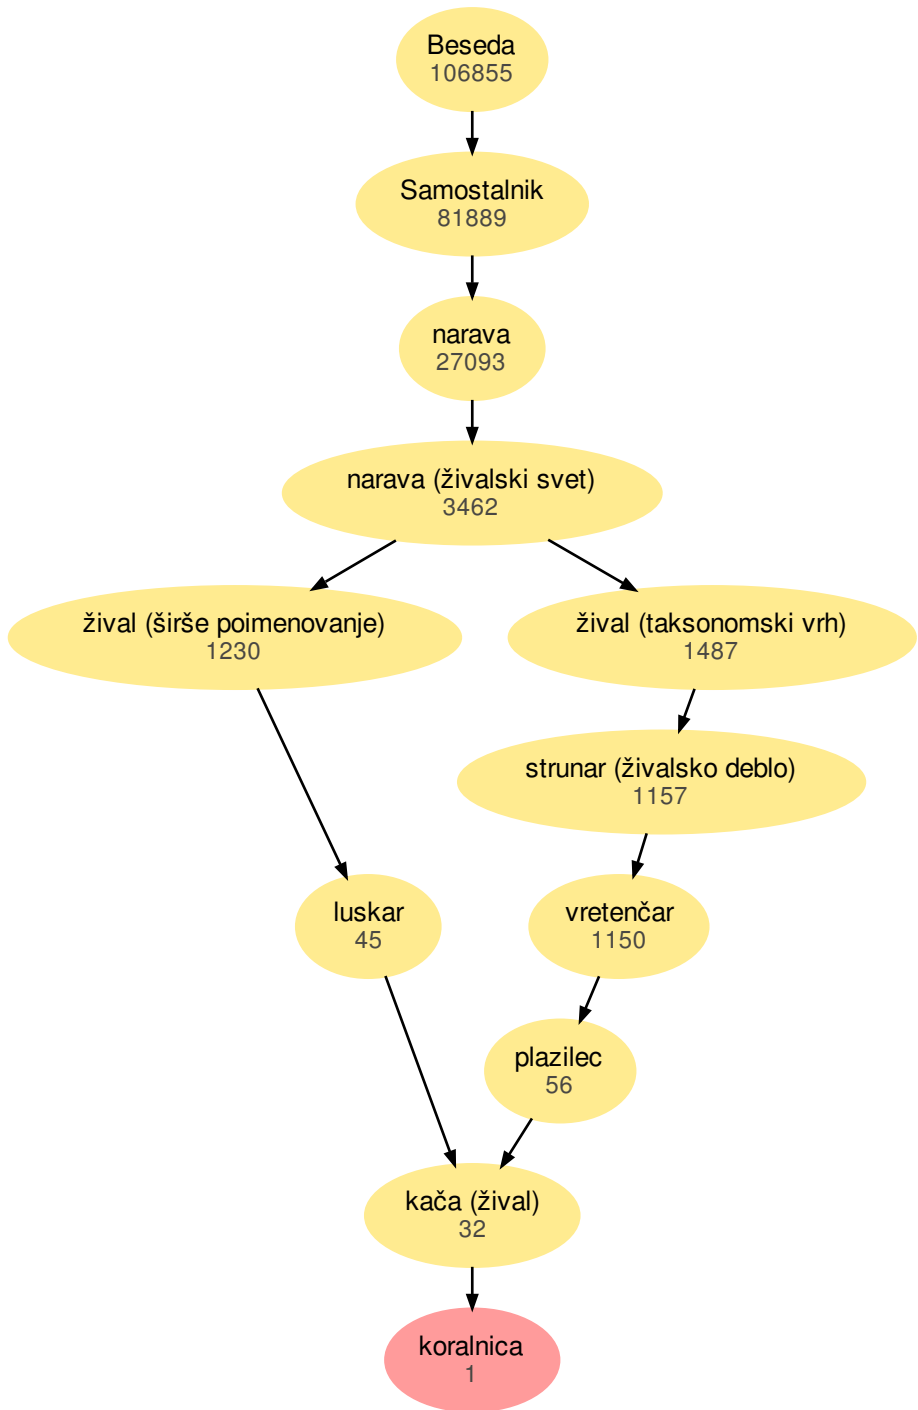 Beseda
106855
Samostalnik
81889
narava
27093
narava (živalski svet)
3462
žival (širše poimenovanje)
1230
žival (taksonomski vrh)
1487
strunar (živalsko deblo)
1157
luskar
45
vretenčar
1150
plazilec
56
kača (žival)
32
koralnica
1